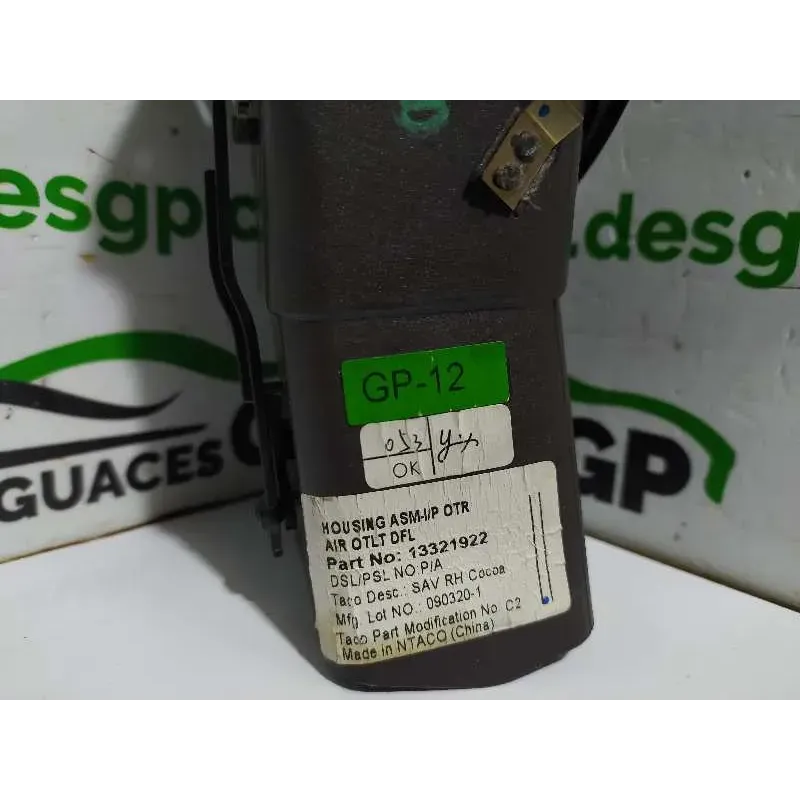 esgp
.desg
GUACES
GP
GP-12
053
OK
HOUSING ASM-I/P OTR
AIR OTLT DFL
Part No: 13321922
DSL/PSL NO P/A
Taco Desc.: SAV RH Cocoa
Mfg. Lot NO.: 090320-1
Taco Part Modification No. C2
Made in NTACO (China)